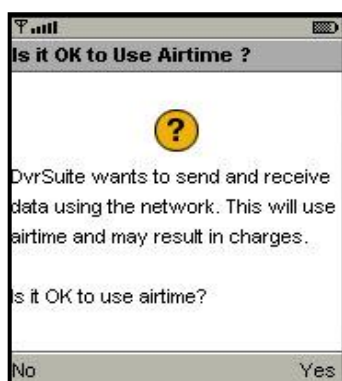 Is it OK to Use Airtime ?
?
DvrSuite wants to send and receive
data using the network. This will use
airtime and may result in charges.
Is it OK to use airtime?
No Yes